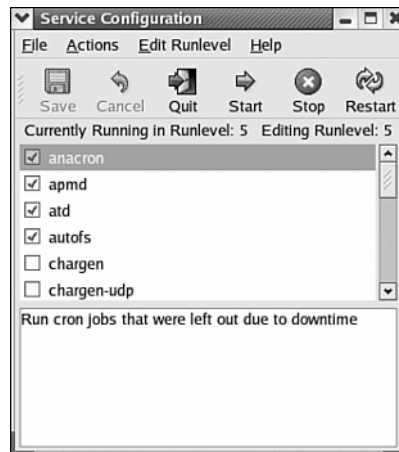 Service Configuration
File Actions Edit Runlevel Help
Save Cancel Quit Start Stop Restart
Currently Running in Runlevel: 5 Editing Runlevel: 5
anacron
apmd
atd
autofs
chargen
chargen-udp
Run cron jobs that were left out due to downtime